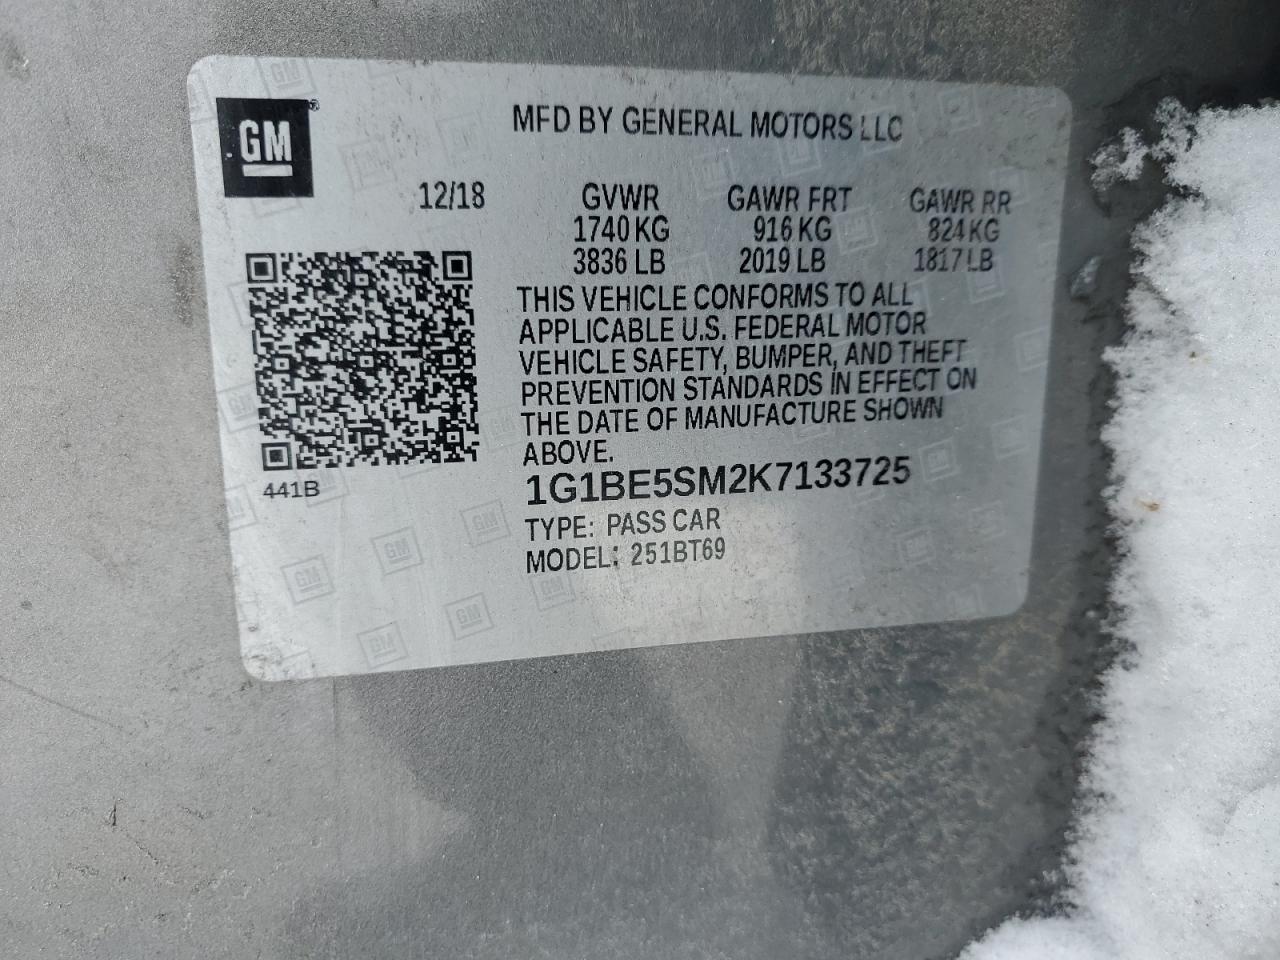 GM®
MFD BY GENERAL MOTORS LLC
12/18 GVWR GAWR FRT GAWR RR
1740 KG 916 KG 824 KG
3836 LB 2019 LB 1817 LB
THIS VEHICLE CONFORMS TO ALL
APPLICABLE U.S. FEDERAL MOTOR
VEHICLE SAFETY, BUMPER, AND THEFT
PREVENTION STANDARDS IN EFFECT ON
THE DATE OF MANUFACTURE SHOWN
ABOVE.
441B
1G1BE5SM2K7133725
TYPE: PASS CAR
MODEL: 251BT69